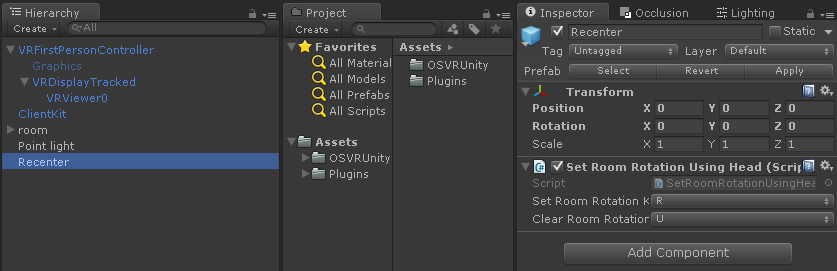 Hierarchy
Create
All
VRFirstPersonController
Graphics
VRDisplayTracked
VRViewer0
ClientKit
room
Point light
Recenter
Project
Create
Favorites
All Material
All Models
All Prefabs
All Scripts
Assets
OSVRUnity
Plugins
Assets
OSVRUnity
Plugins
Inspector Occlusion Lighting
Recenter Static
Tag Untagged Layer Default
Prefab Select Revert Apply
Transform
Position X 0 Y 0 Z 0
Rotation X 0 Y 0 Z 0
Scale X 1 Y 1 Z 1
Set Room Rotation Using Head (Scrip
Script SetRoomRotationUsingHea
Set Room Rotation K R
Clear Room Rotation U
Add Component